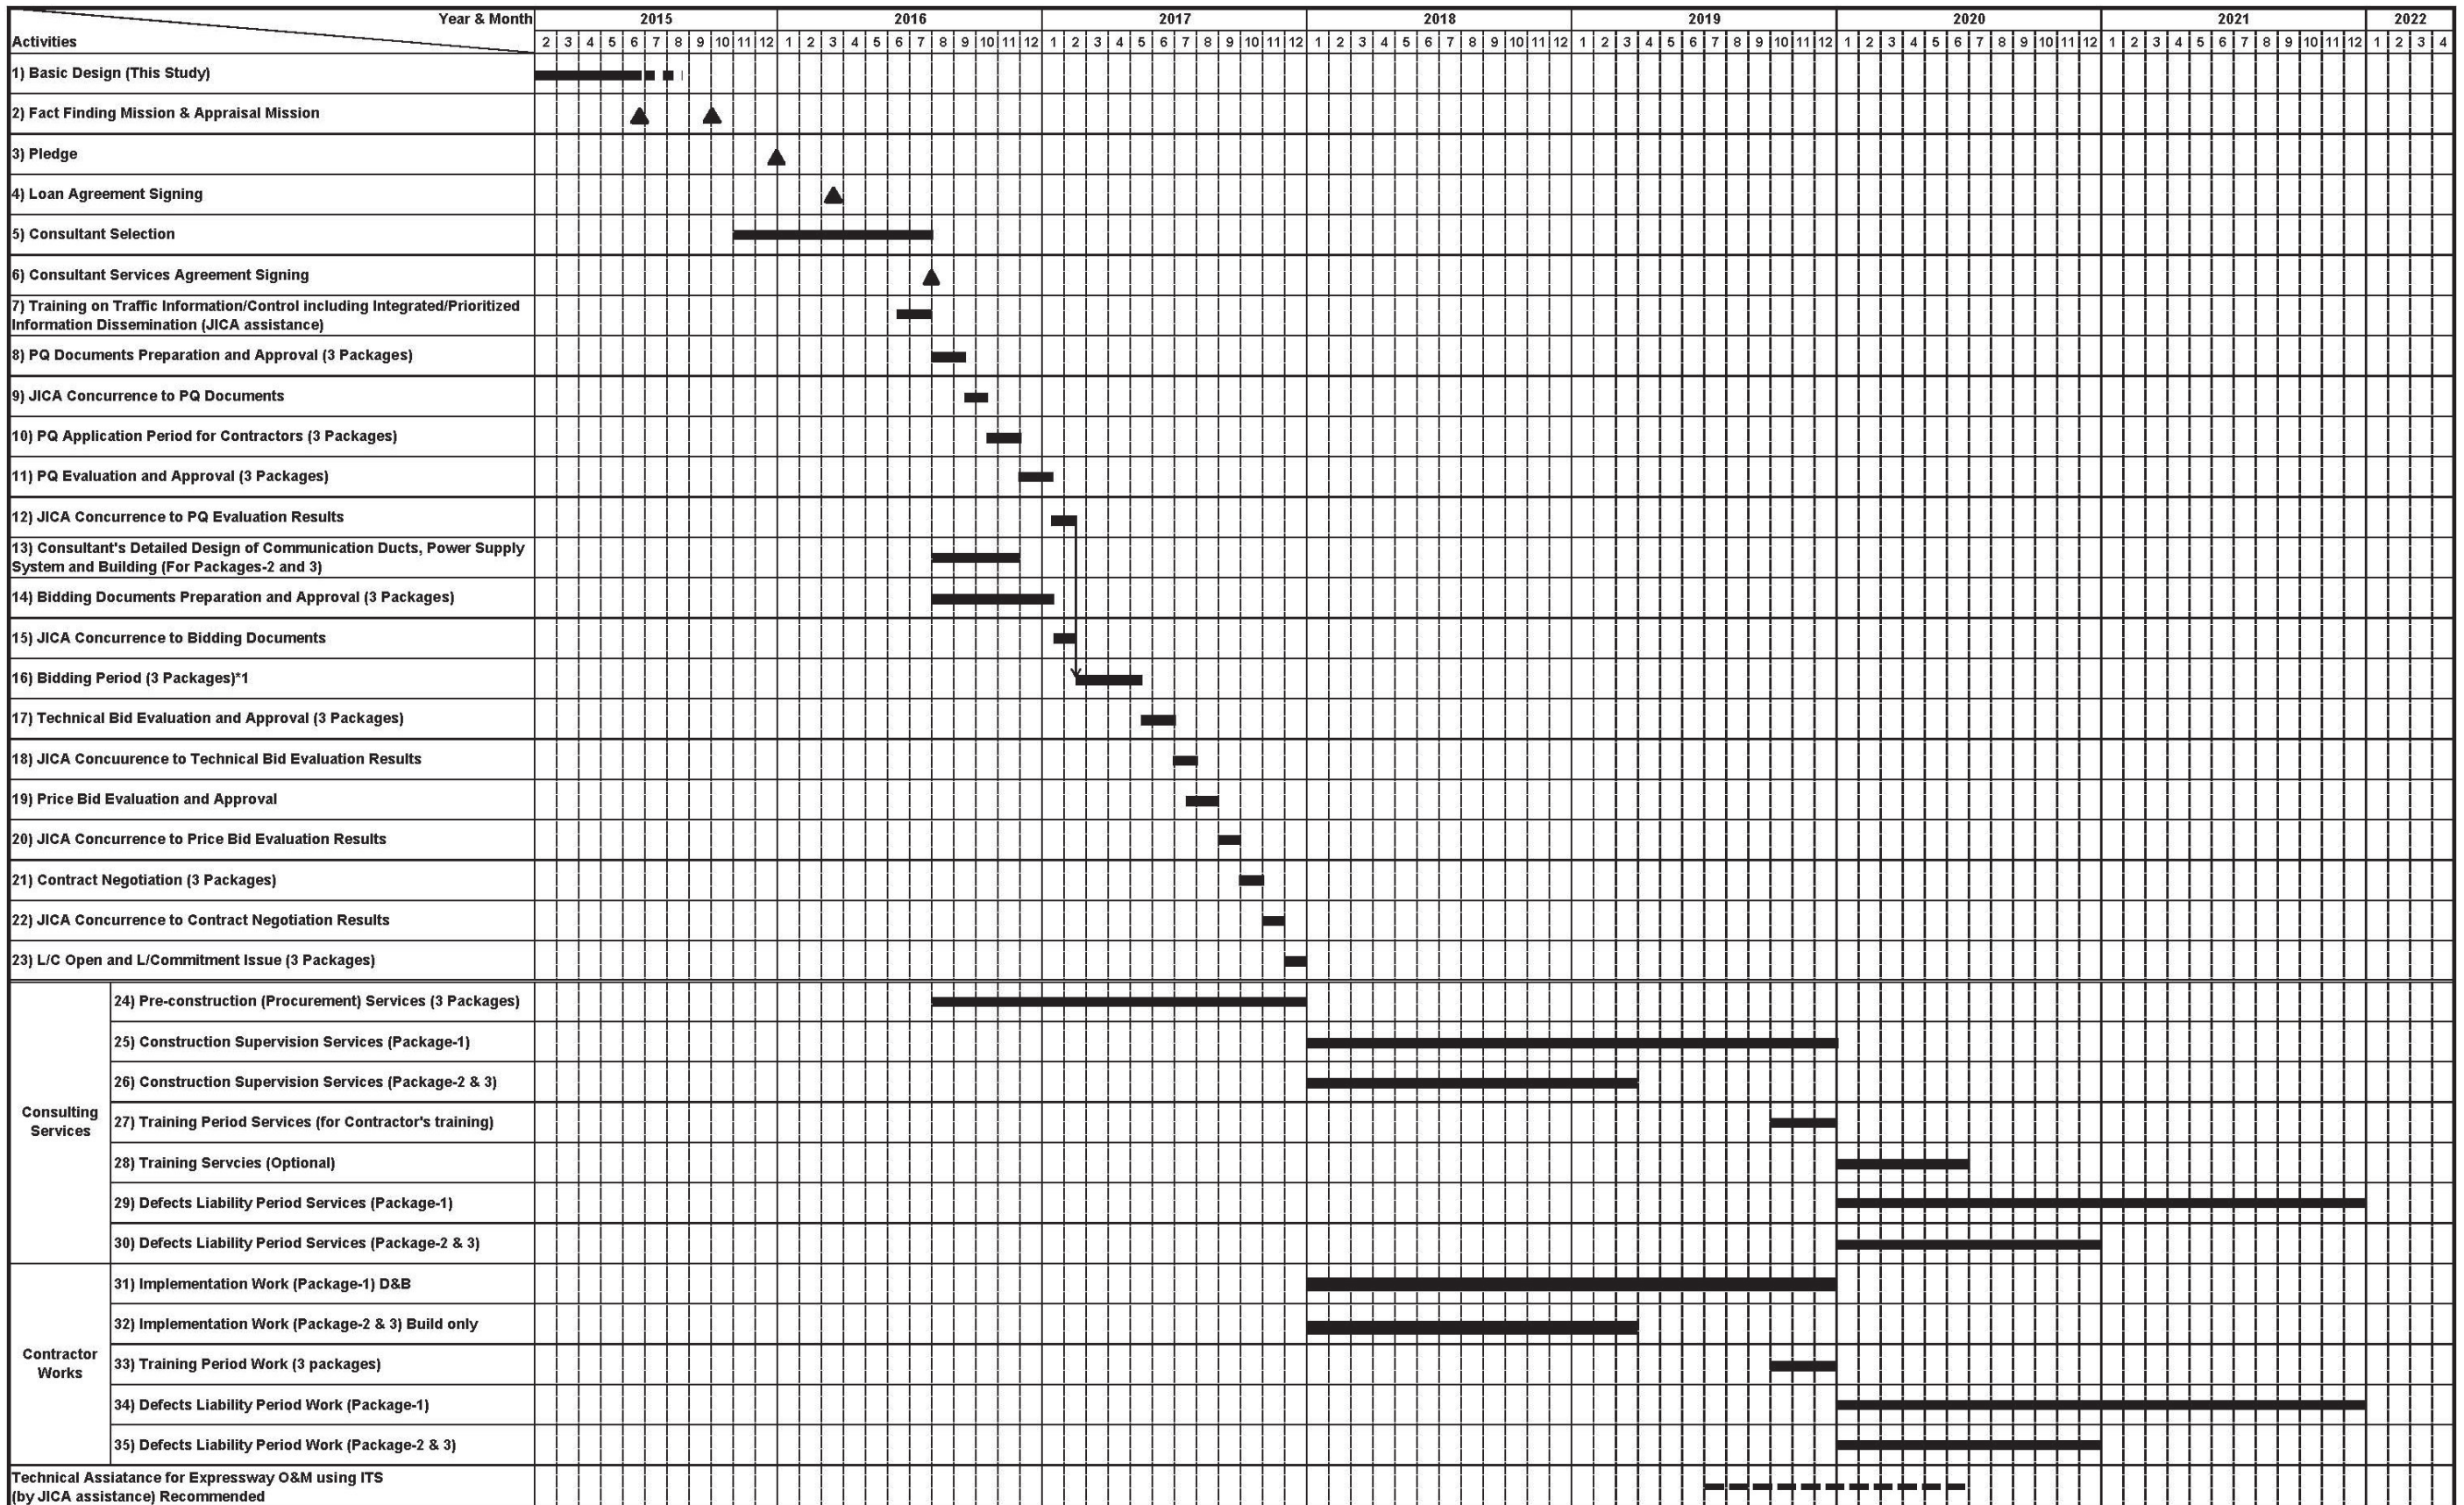 Year & Month 2015 2016 2017 2018 2019 2020 2021 2022
Activities 2 3 4 5 6 7 8 9 10 11 12 1 2 3 4 5 6 7 8 9 10 11 12 1 2 3 4 5 6 7 8 9 10 11 12 1 2 3 4 5 6 7 8 9 10 11 12 1 2 3 4 5 6 7 8 9 10 11 12 1 2 3 4 5 6 7 8 9 10 11 12 1 2 3 4 5 6 7 8 9 10 11 12 1 2 3 4
1) Basic Design (This Study)
2) Fact Finding Mission & Appraisal Mission
3) Pledge
4) Loan Agreement Signing
5) Consultant Selection
6) Consultant Services Agreement Signing
7) Training on Traffic Information/Control including Integrated/Prioritized
Information Dissemination (JICA assistance)
8) PQ Documents Preparation and Approval (3 Packages)
9) JICA Concurrence to PQ Documents
10) PQ Application Period for Contractors (3 Packages)
11) PQ Evaluation and Approval (3 Packages)
12) JICA Concurrence to PQ Evaluation Results
13) Consultant's Detailed Design of Communication Ducts, Power Supply
System and Building (For Packages-2 and 3)
14) Bidding Documents Preparation and Approval (3 Packages)
15) JICA Concurrence to Bidding Documents
16) Bidding Period (3 Packages)*1
17) Technical Bid Evaluation and Approval (3 Packages)
18) JICA Concuurence to Technical Bid Evaluation Results
19) Price Bid Evaluation and Approval
20) JICA Concurrence to Price Bid Evaluation Results
21) Contract Negotiation (3 Packages)
22) JICA Concurrence to Contract Negotiation Results
23) L/C Open and L/Commitment Issue (3 Packages)
Consulting
Services
24) Pre-construction (Procurement) Services (3 Packages)
25) Construction Supervision Services (Package-1)
26) Construction Supervision Services (Package-2 & 3)
27) Training Period Services (for Contractor's training)
28) Training Servcies (Optional)
29) Defects Liability Period Services (Package-1)
30) Defects Liability Period Services (Package-2 & 3)
Contractor
Works
31) Implementation Work (Package-1) D&B
32) Implementation Work (Package-2 & 3) Build only
33) Training Period Work (3 packages)
34) Defects Liability Period Work (Package-1)
35) Defects Liability Period Work (Package-2 & 3)
Technical Assiatance for Expressway O&M using ITS
(by JICA assistance) Recommended